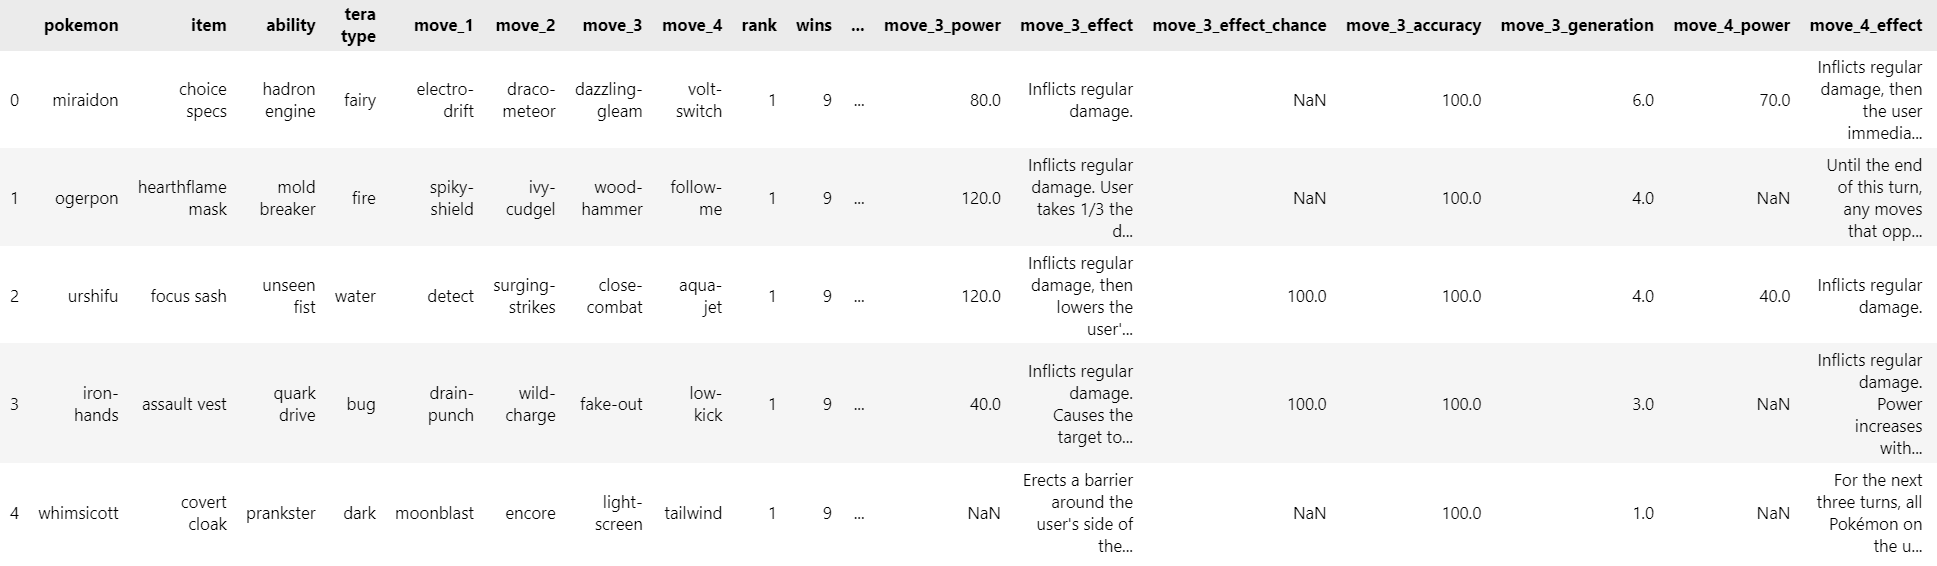 pokemon item ability tera type move_1 move_2 move_3 move_4 rank wins ... move_3_power move_3_effect move_3_effect_chance move_3_accuracy move_3_generation move_4_power move_4_effect
0 miraidon choice specs hadron engine fairy electro-drift draco-meteor dazzling-gleam volt-switch 1 9 ... 80.0 Inflicts regular damage. NaN 100.0 6.0 70.0 Inflicts regular damage, then the user immedia...
1 ogerpon hearthflame mask mold breaker fire spiky-shield ivy-cudgel wood-hammer follow-me 1 9 ... 120.0 Inflicts regular damage. User takes 1/3 the d... NaN 100.0 4.0 NaN Until the end of this turn, any moves that opp...
2 urshifu focus sash unseen fist water detect surging-strikes close-combat aqua-jet 1 9 ... 120.0 Inflicts regular damage, then lowers the user'... 100.0 100.0 4.0 40.0 Inflicts regular damage.
3 iron-hands assault vest quark drive bug drain-punch wild-charge fake-out low-kick 1 9 ... 40.0 Inflicts regular damage. Causes the target to... 100.0 100.0 3.0 NaN Inflicts regular damage. Power increases with...
4 whimsicott covert cloak prankster dark moonblast encore light-screen tailwind 1 9 ... NaN Erects a barrier around the user's side of the... NaN 100.0 1.0 NaN For the next three turns, all Pokémon on the u...